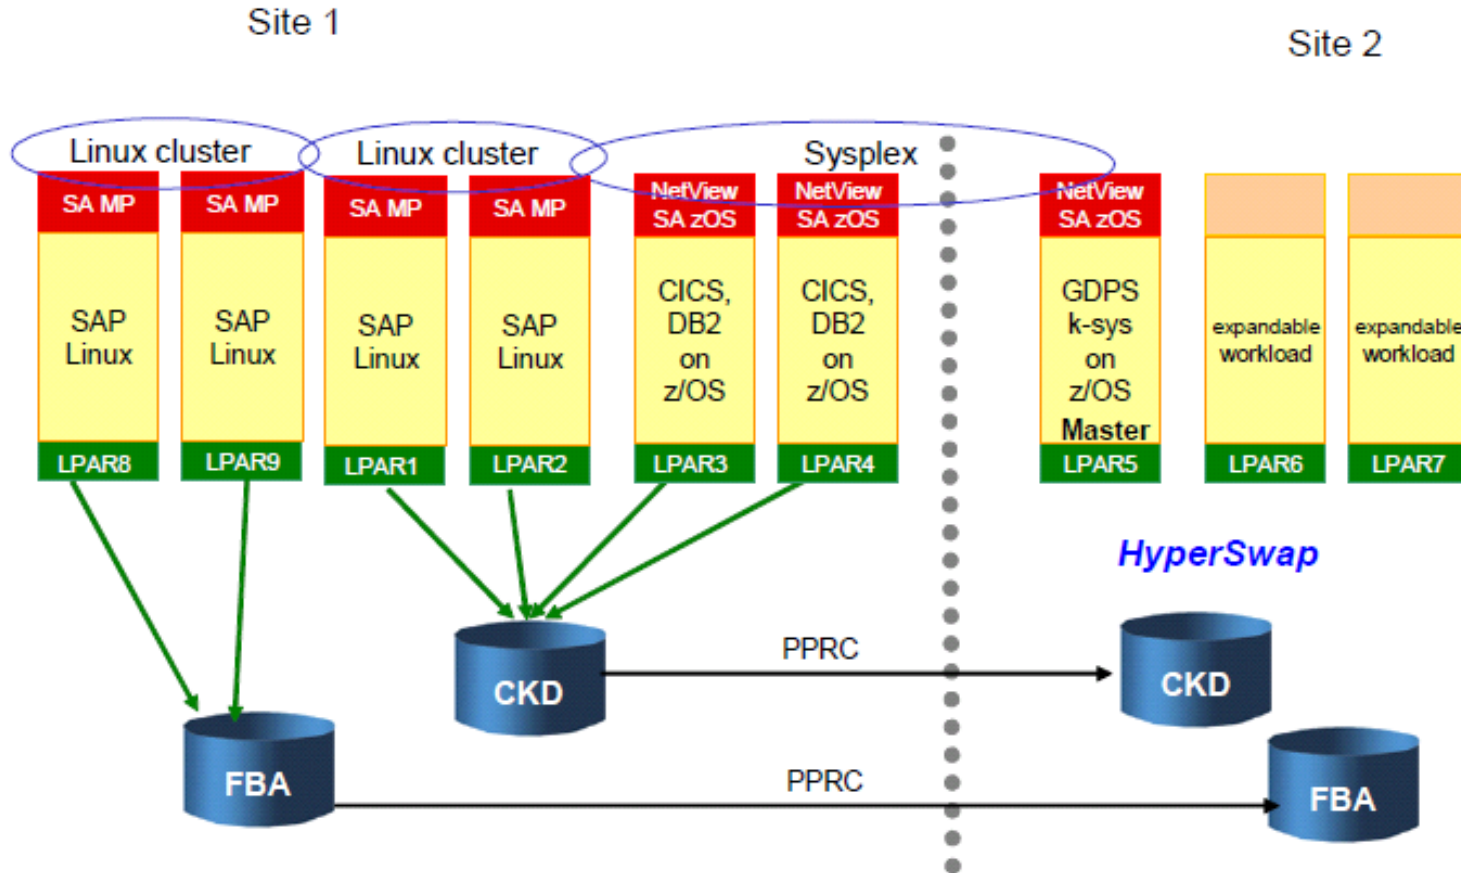 Site 1
Site 2
Linux cluster
Linux cluster
Sysplex
SA MP
SA MP
SA MP
SA MP
NetView
SA zOS
NetView
SA zOS
NetView
SA zOS
SAP
Linux
SAP
Linux
SAP
Linux
SAP
Linux
CICS,
DB2
on
z/OS
CICS,
DB2
on
z/OS
GDPS
k-sys
on
z/OS
Master
expandable
workload
expandable
workload
LPAR8
LPAR9
LPAR1
LPAR2
LPAR3
LPAR4
LPAR5
LPAR6
LPAR7
HyperSwap
PPRC
CKD
CKD
PPRC
FBA
FBA